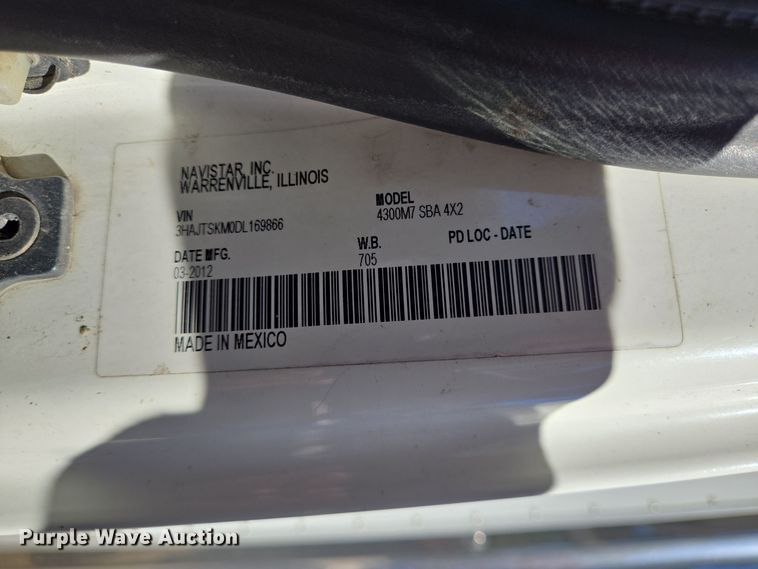 NAVISTAR, INC.
WARRENVILLE, ILLINOIS
VIN
3HAJTSKM0DL169866
MODEL
4300M7 SBA 4X2
DATE MFG.
03-2012
W.B.
705
PD LOC - DATE
MADE IN MEXICO
Purple Wave Auction